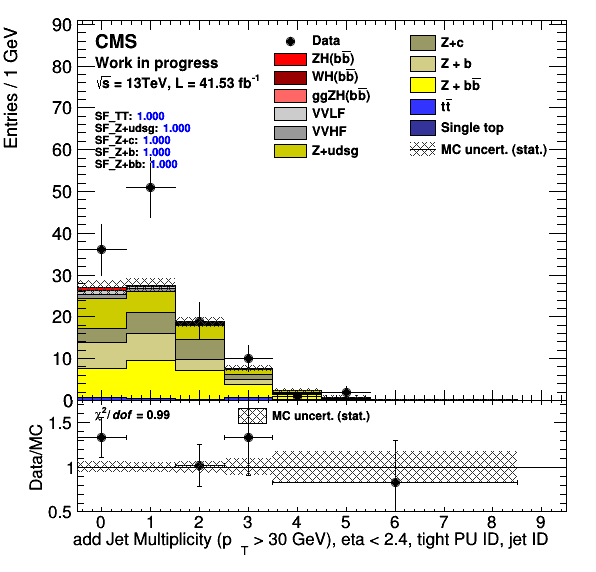 Entries / 1 GeV
90
80
70
60
50
40
30
20
10
0
CMS
Work in progress
√s = 13TeV, L = 41.53 fb⁻¹
SF_TT: 1.000
SF_Z+udsg: 1.000
SF_Z+c: 1.000
SF_Z+b: 1.000
SF_Z+bb: 1.000
Data
ZH(bb̅)
WH(bb̅)
ggZH(bb̅)
VVLF
VVHF
Z+udsg
Z+c
Z + b
Z + bb̅
tt̅
Single top
MC uncert. (stat.)
Data/MC
1.5
1
0.5
χ²/ dof = 0.99
MC uncert. (stat.)
0 1 2 3 4 5 6 7 8 9
add Jet Multiplicity (p_T > 30 GeV), eta < 2.4, tight PU ID, jet ID